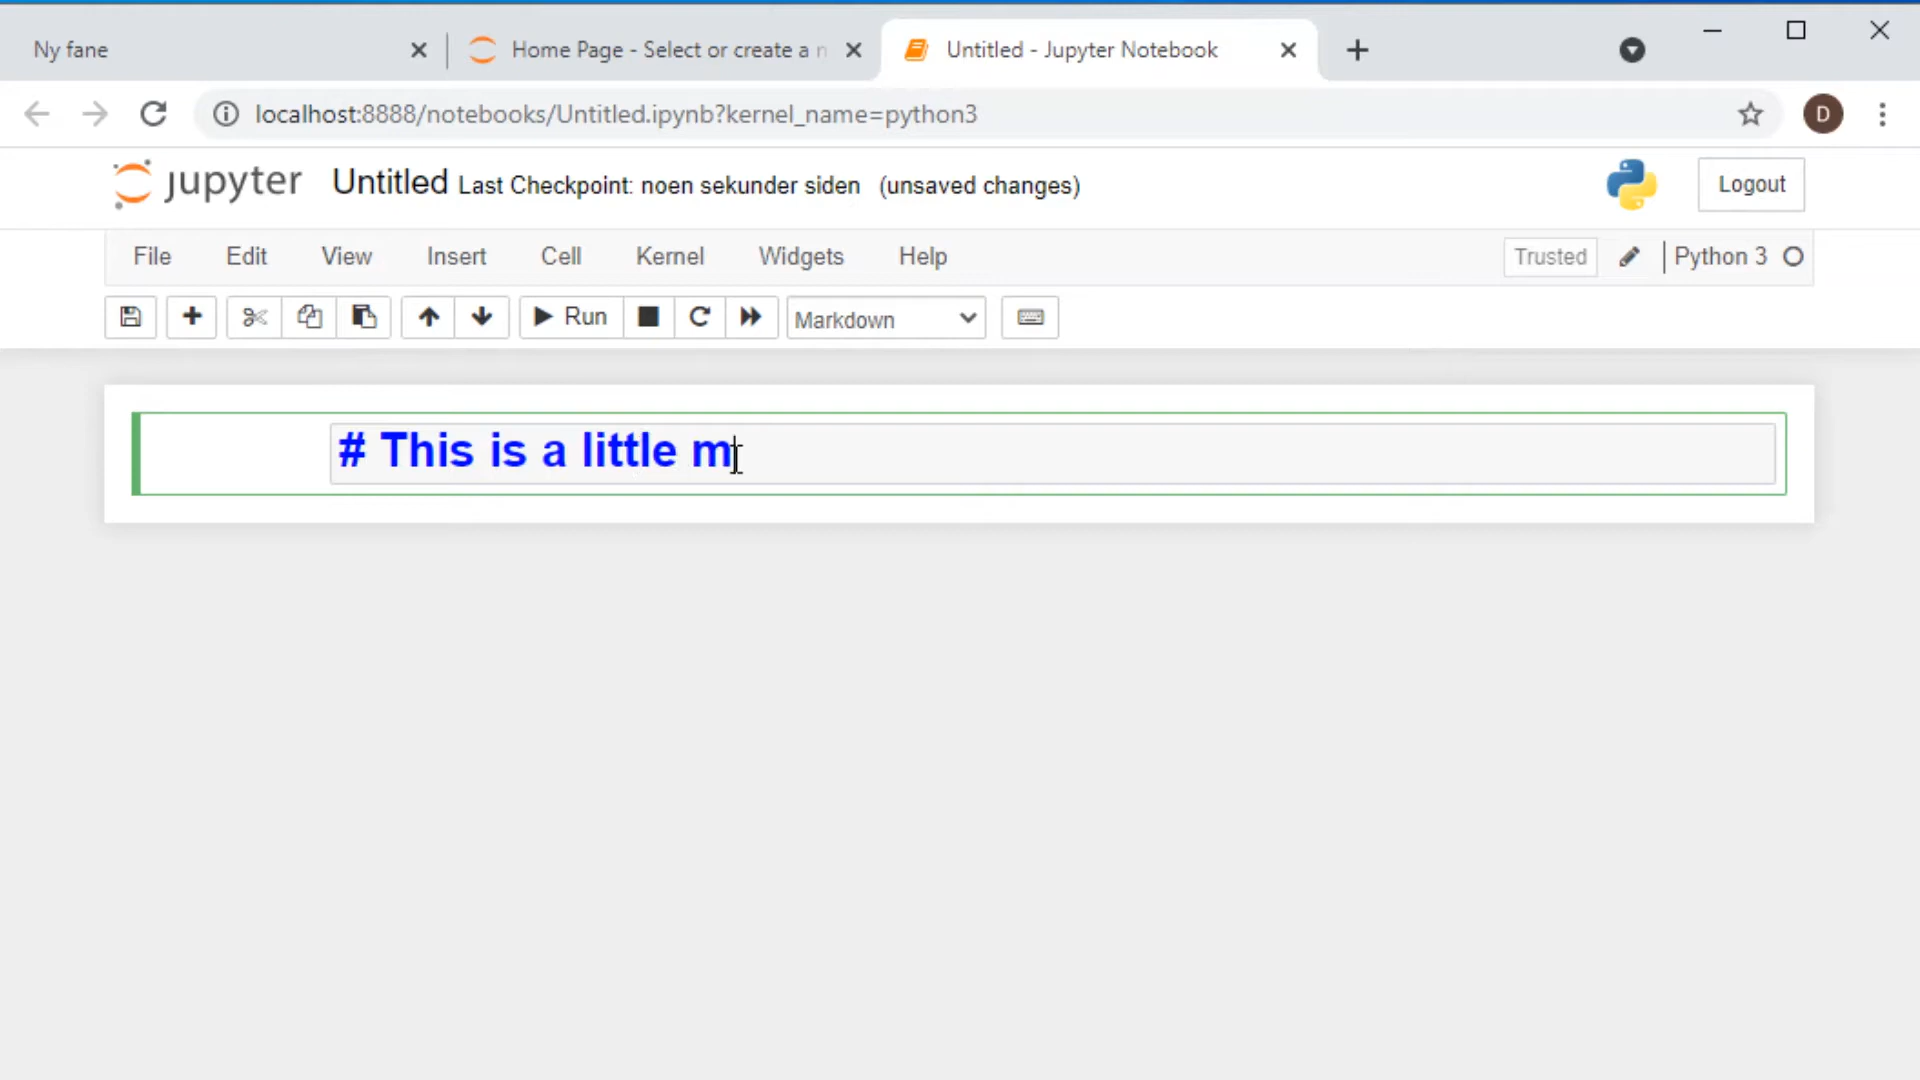 Ny fane
Home Page - Select or create a n
Untitled - Jupyter Notebook
localhost:8888/notebooks/Untitled.ipynb?kernel_name=python3
D
jupyter Untitled Last Checkpoint: noen sekunder siden (unsaved changes)
Logout
File Edit View Insert Cell Kernel Widgets Help
Trusted
Python 3
Run
Markdown
# This is a little m